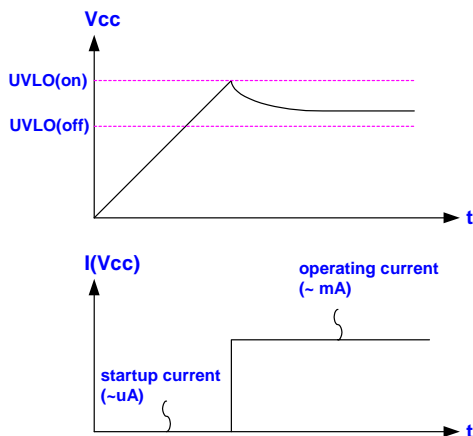 Vcc
UVLO(on)
UVLO(off)
t
I(Vcc)
operating current
(~ mA)
startup current
(~uA)
t